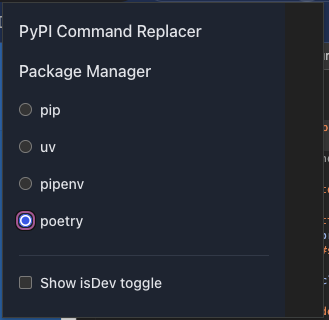 PyPI Command Replacer
Package Manager
pip
uv
pipenv
poetry
Show isDev toggle